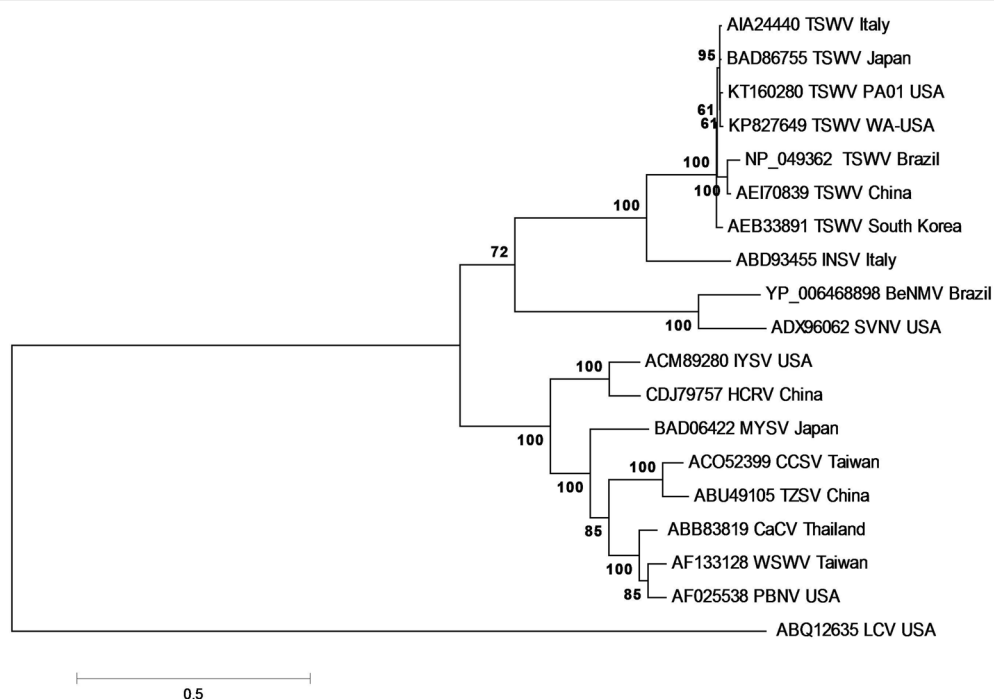 AIA24440 TSWV Italy
95
BAD86755 TSWV Japan
KT160280 TSWV PA01 USA
61
61
KP827649 TSWV WA-USA
100
NP_049362 TSWV Brazil
100
AEI70839 TSWV China
100
AEB33891 TSWV South Korea
72
ABD93455 INSV Italy
YP_006468898 BeNMV Brazil
100
ADX96062 SVNV USA
100
ACM89280 IYSV USA
CDJ79757 HCRV China
100
BAD06422 MYSV Japan
100
ACO52399 CCSV Taiwan
100
ABU49105 TZSV China
85
ABB83819 CaCV Thailand
100
AF133128 WSWV Taiwan
85
AF025538 PBNV USA
ABQ12635 LCV USA
0.5